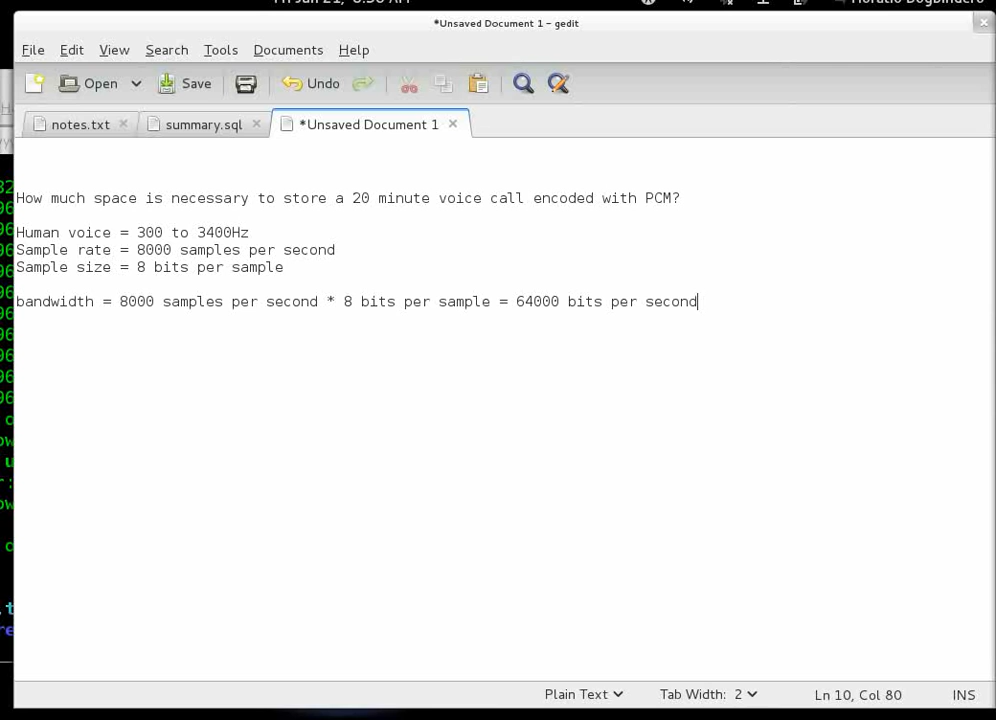 *Unsaved Document 1 - gedit
File Edit View Search Tools Documents Help
Open Save Undo
notes.txt summary.sql *Unsaved Document 1
How much space is necessary to store a 20 minute voice call encoded with PCM?
Human voice = 300 to 3400Hz
Sample rate = 8000 samples per second
Sample size = 8 bits per sample
bandwidth = 8000 samples per second * 8 bits per sample = 64000 bits per second
Plain Text Tab Width: 2 Ln 10, Col 80 INS